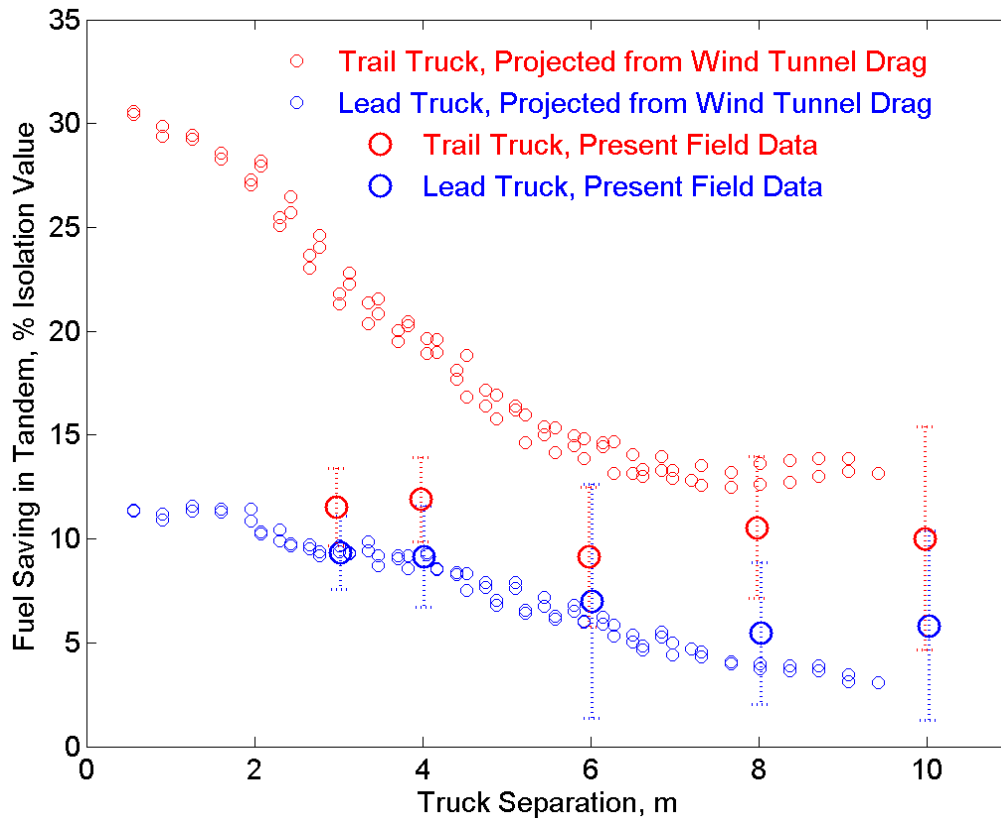 35
30
25
20
15
10
5
0
Fuel Saving in Tandem, % Isolation Value
Trail Truck, Projected from Wind Tunnel Drag
Lead Truck, Projected from Wind Tunnel Drag
Trail Truck, Present Field Data
Lead Truck, Present Field Data
0 2 4 6 8 10
Truck Separation, m